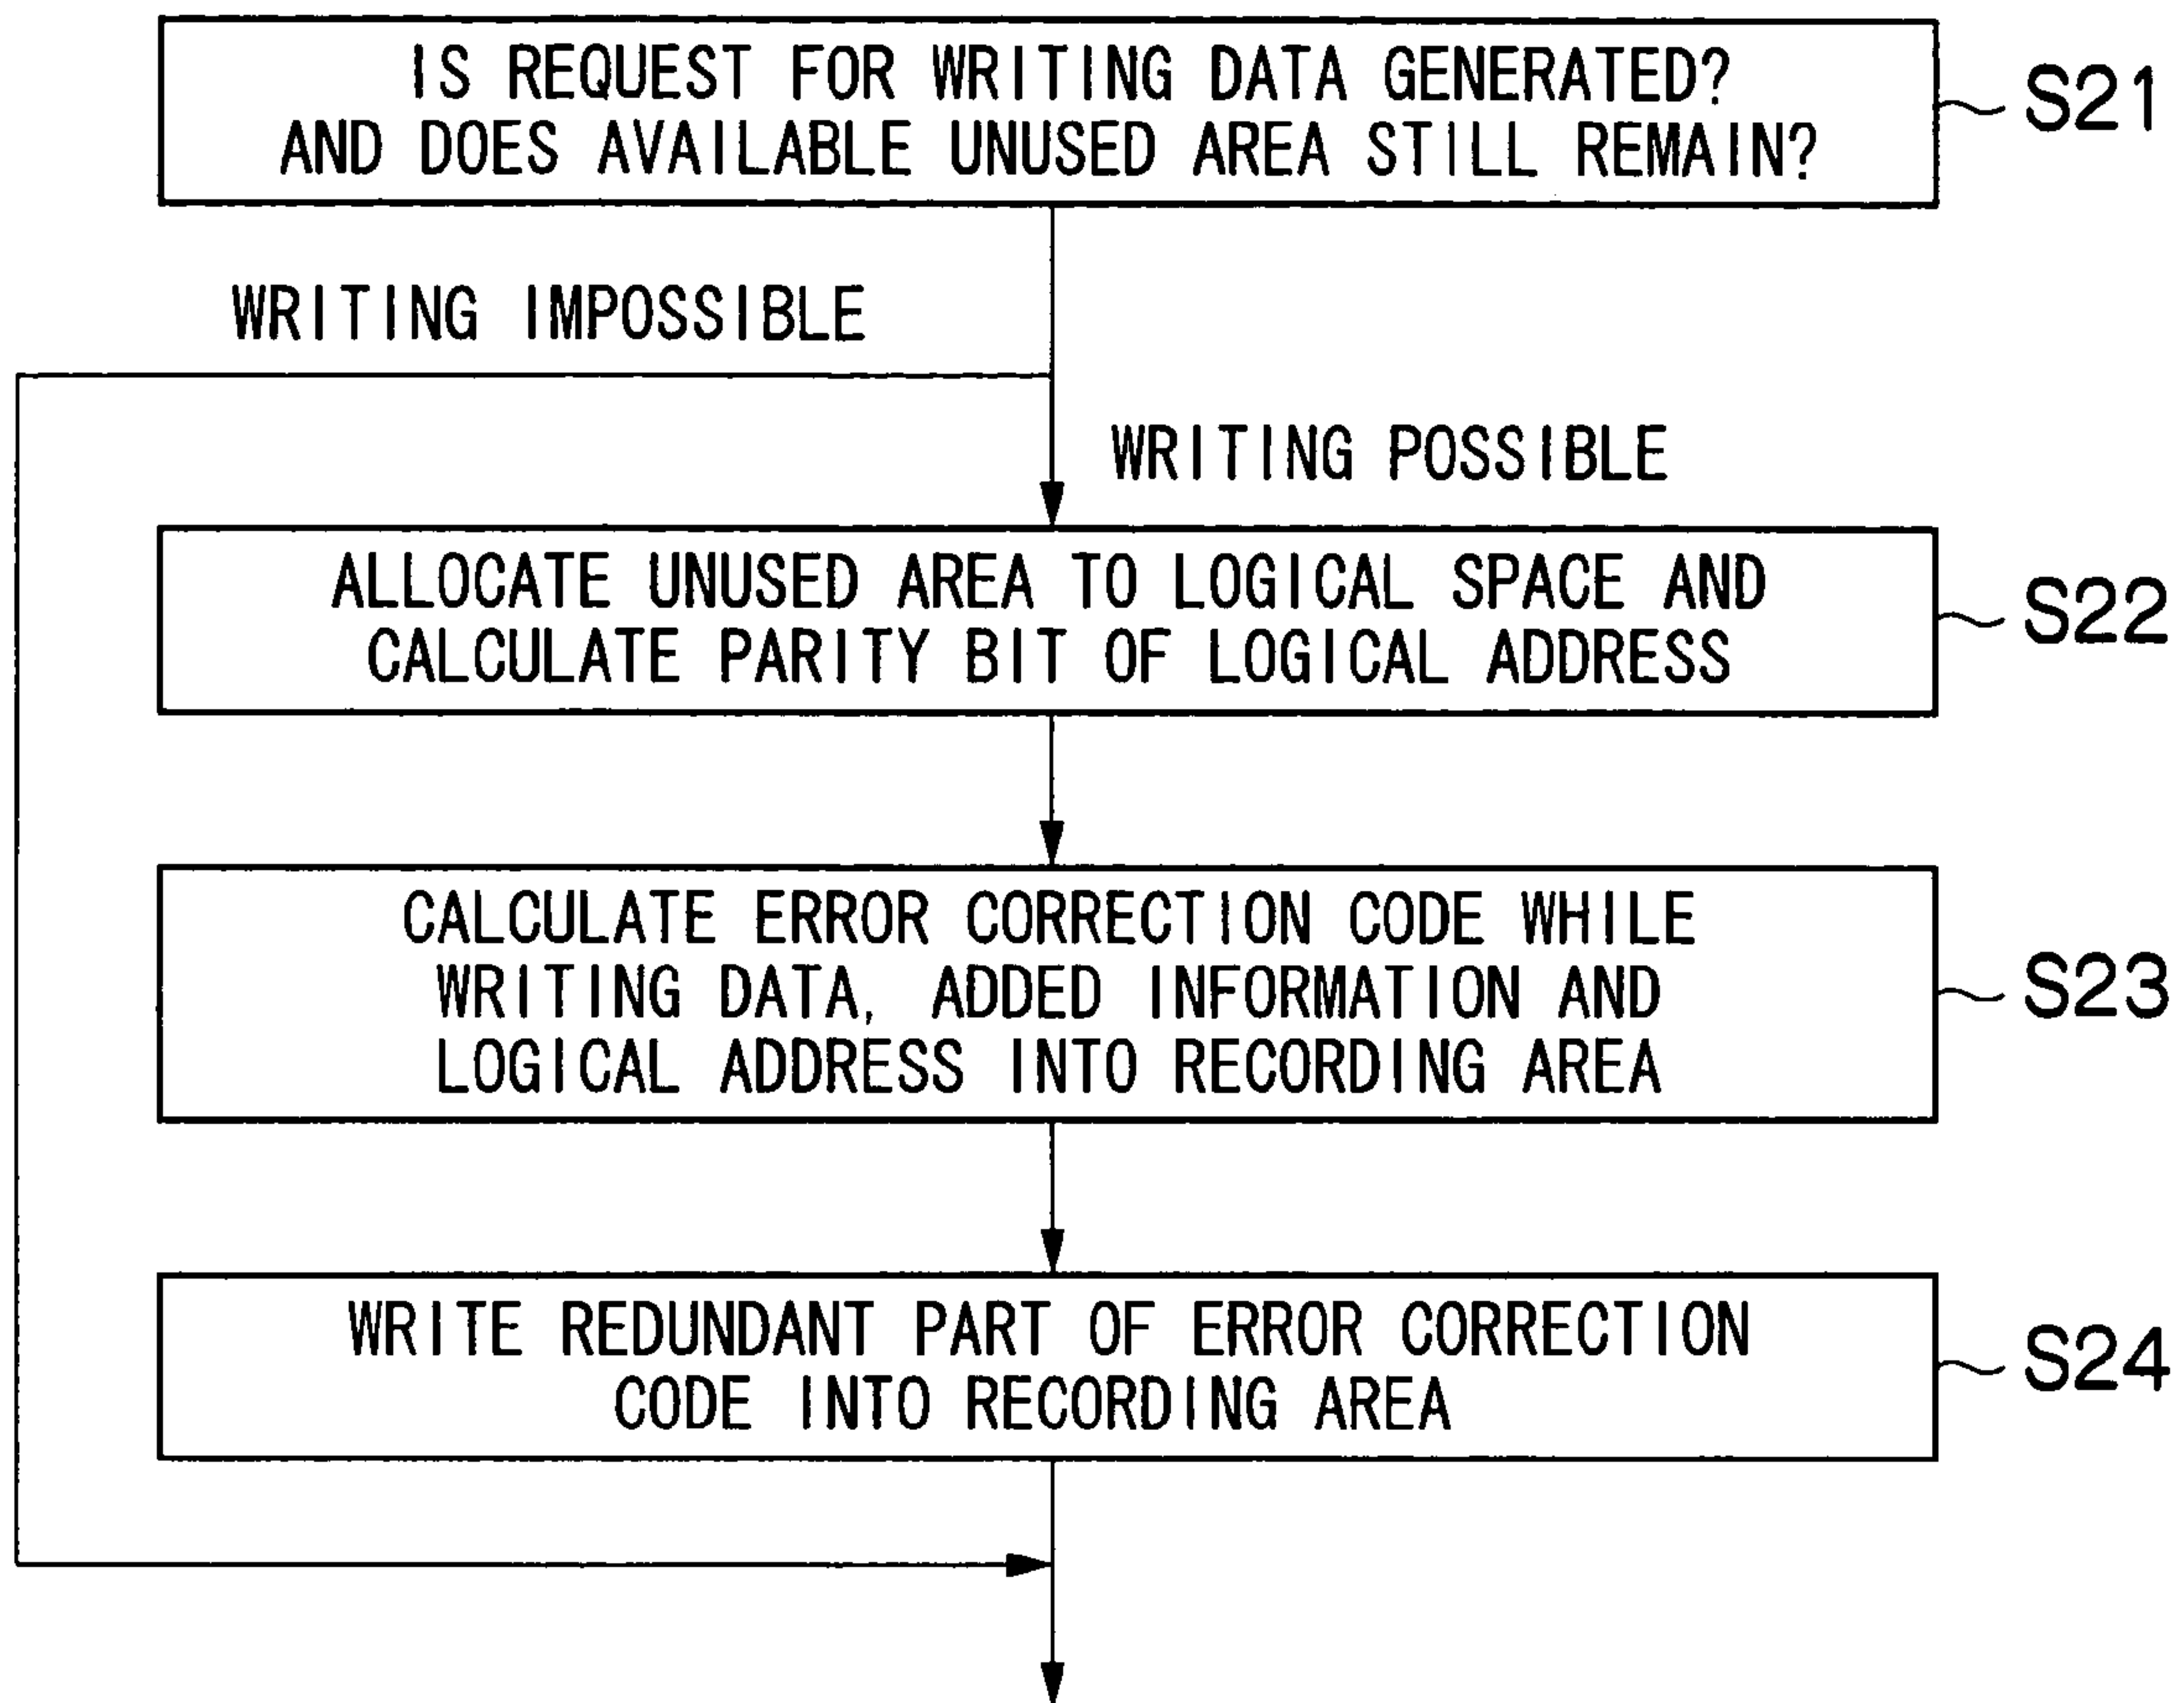 IS REQUEST FOR WRITING DATA GENERATED?
AND DOES AVAILABLE UNUSED AREA STILL REMAIN?
S21
WRITING IMPOSSIBLE
WRITING POSSIBLE
ALLOCATE UNUSED AREA TO LOGICAL SPACE AND
CALCULATE PARITY BIT OF LOGICAL ADDRESS
S22
CALCULATE ERROR CORRECTION CODE WHILE
WRITING DATA, ADDED INFORMATION AND
LOGICAL ADDRESS INTO RECORDING AREA
S23
WRITE REDUNDANT PART OF ERROR CORRECTION
CODE INTO RECORDING AREA
S24